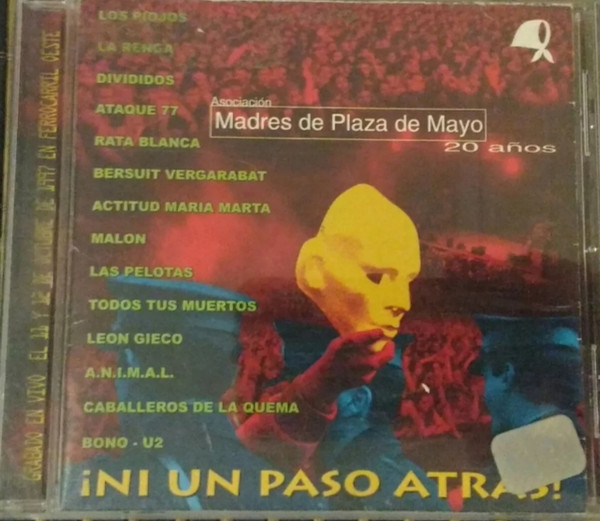 LOS PIOJOS
LA RENGA
DIVIDIDOS
ATAQUE 77
RATA BLANCA
BERSUIT VERGARABAT
ACTITUD MARIA MARTA
MALON
LAS PELOTAS
TODOS TUS MUERTOS
LEON GIECO
A.N.I.M.A.L.
CABALLEROS DE LA QUEMA
BONO - U2
Asociación
Madres de Plaza de Mayo
20 años
¡NI UN PASO ATRAS!
GRABADO EN VIVO EL 11 Y 12 DE OCTUBRE DE 1997 EN FERROCARRIL OESTE